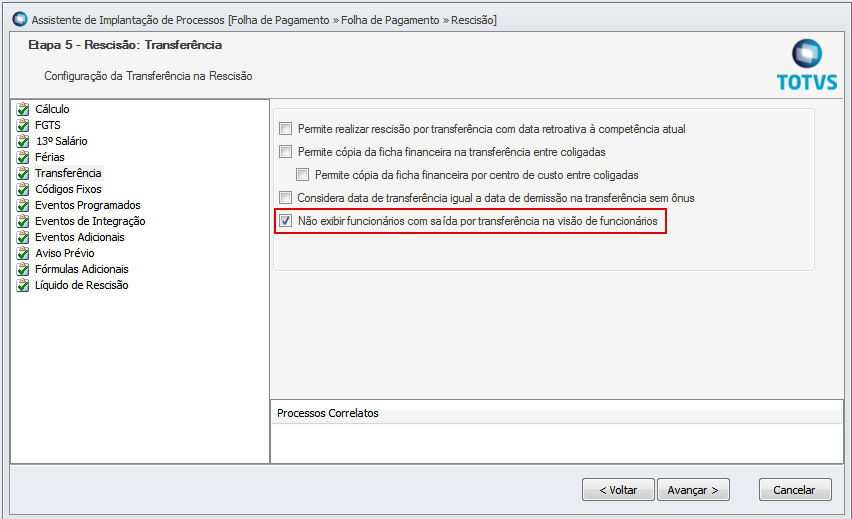 Assistente de Implantação de Processos [Folha de Pagamento » Folha de Pagamento » Rescisão]
Etapa 5 - Rescisão: Transferência
Configuração da Transferência na Rescisão
TOTVS
Cálculo
FGTS
13º Salário
Férias
Transferência
Códigos Fixos
Eventos Programados
Eventos de Integração
Eventos Adicionais
Aviso Prévio
Fórmulas Adicionais
Líquido de Rescisão
Permite realizar rescisão por transferência com data retroativa à competência atual
Permite cópia da ficha financeira na transferência entre coligadas
Permite cópia da ficha financeira por centro de custo entre coligadas
Considera data de transferência igual a data de demissão na transferência sem ônus
Não exibir funcionários com saída por transferência na visão de funcionários
Processos Correlatos
< Voltar
Avançar >
Cancelar